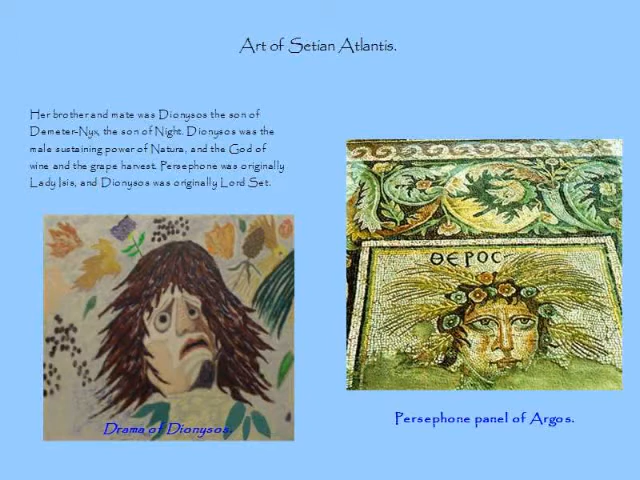 Art of Setian Atlantis.
Her brother and mate was Dionysos the son of
Demeter-Nyx, the son of Night. Dionysos was the
male sustaining power of Natura, and the God of
wine and the grape harvest. Persephone was originally
Lady Isis, and Dionysos was originally Lord Set.
ΘΕΡΟC
Drama of Dionysos.
Persephone panel of Argos.